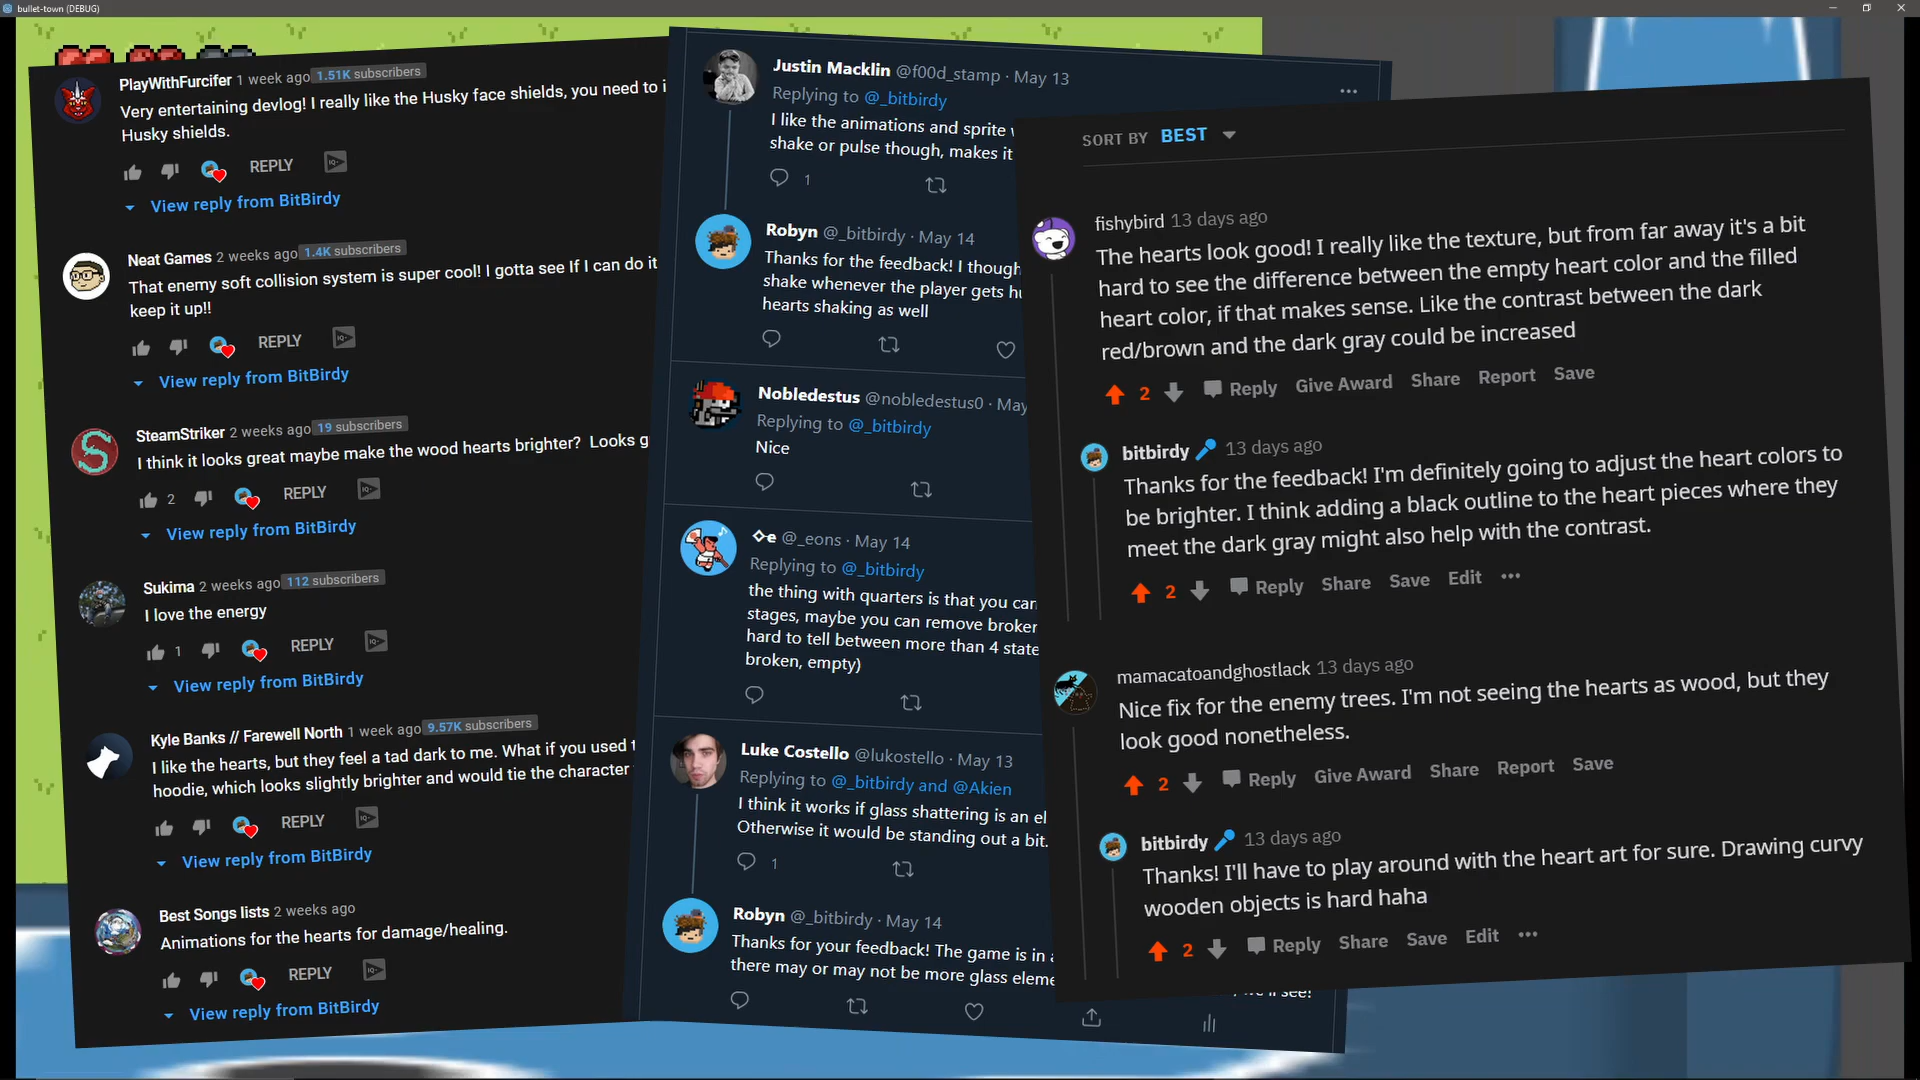 bullet-town (DEBUG)
PlayWithFurcifer 1 week ago 1.51K subscribers
Very entertaining devlog! I really like the Husky face shields, you need to
Husky shields.
REPLY
View reply from BitBirdy
Neat Games 2 weeks ago 1.4K subscribers
That enemy soft collision system is super cool! I gotta see If I can do it
keep it up!!
REPLY
View reply from BitBirdy
SteamStriker 2 weeks ago 19 subscribers
I think it looks great maybe make the wood hearts brighter? Looks
2 REPLY
View reply from BitBirdy
Sukima 2 weeks ago 112 subscribers
I love the energy
1 REPLY
View reply from BitBirdy
Kyle Banks // Farewell North 1 week ago 9.57K subscribers
I like the hearts, but they feel a tad dark to me. What if you used
hoodie, which looks slightly brighter and would tie the character
REPLY
View reply from BitBirdy
Best Songs lists 2 weeks ago
Animations for the hearts for damage/healing.
REPLY
View reply from BitBirdy
Justin Macklin @f00d_stamp · May 13
Replying to @_bitbirdy
I like the animations and sprite
shake or pulse though, makes it
1
Robyn @_bitbirdy · May 14
Thanks for the feedback! I though
shake whenever the player gets
hearts shaking as well
Nobledestus @nobledestus0 · May
Replying to @_bitbirdy
Nice
e @_eons · May 14
Replying to @_bitbirdy
the thing with quarters is that you can
stages, maybe you can remove broken
hard to tell between more than 4 state
broken, empty)
Luke Costello @lukostello · May 13
Replying to @_bitbirdy and @Akien
I think it works if glass shattering is an
Otherwise it would be standing out a bit.
1
Robyn @_bitbirdy · May 14
Thanks for your feedback! The game is in
there may or may not be more glass eleme
see!
SORT BY BEST
fishybird 13 days ago
The hearts look good! I really like the texture, but from far away it's a bit
hard to see the difference between the empty heart color and the filled
heart color, if that makes sense. Like the contrast between the dark
red/brown and the dark gray could be increased
2 Reply Give Award Share Report Save
bitbirdy 13 days ago
Thanks for the feedback! I'm definitely going to adjust the heart colors to
be brighter. I think adding a black outline to the heart pieces where they
meet the dark gray might also help with the contrast.
2 Reply Share Save Edit
mamacatoandghostlack 13 days ago
Nice fix for the enemy trees. I'm not seeing the hearts as wood, but they
look good nonetheless.
2 Reply Give Award Share Report Save
bitbirdy 13 days ago
Thanks! I'll have to play around with the heart art for sure. Drawing curvy
wooden objects is hard haha
2 Reply Share Save Edit